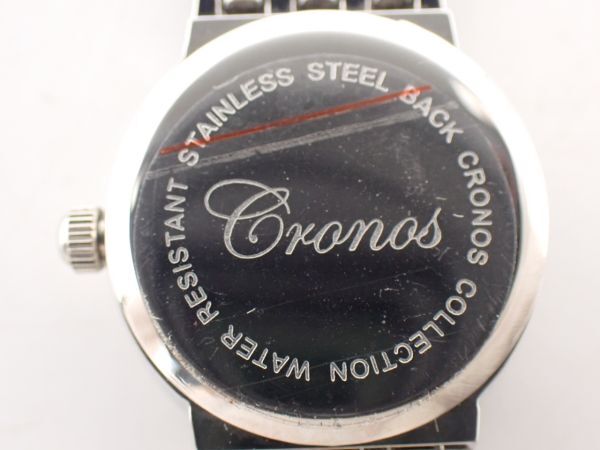 STAINLESS STEEL BACK CRONOS COLLECTION WATER RESISTANT
Cronos